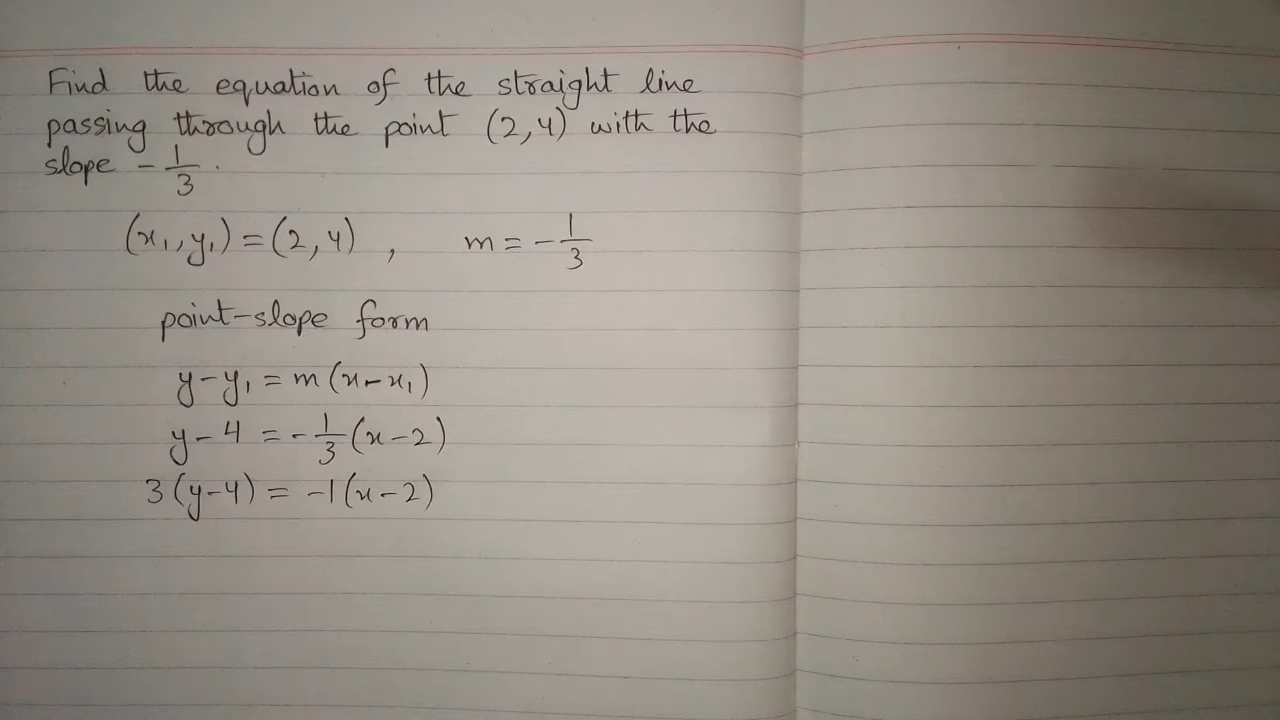 Find the equation of the straight line
passing through the point (2,4) with the
slope -1/3.
(x₁,y₁)=(2,4) , m=-1/3
point-slope form
y-y₁=m(x-x₁)
y-4=-1/3(x-2)
3(y-4)=-1(x-2)